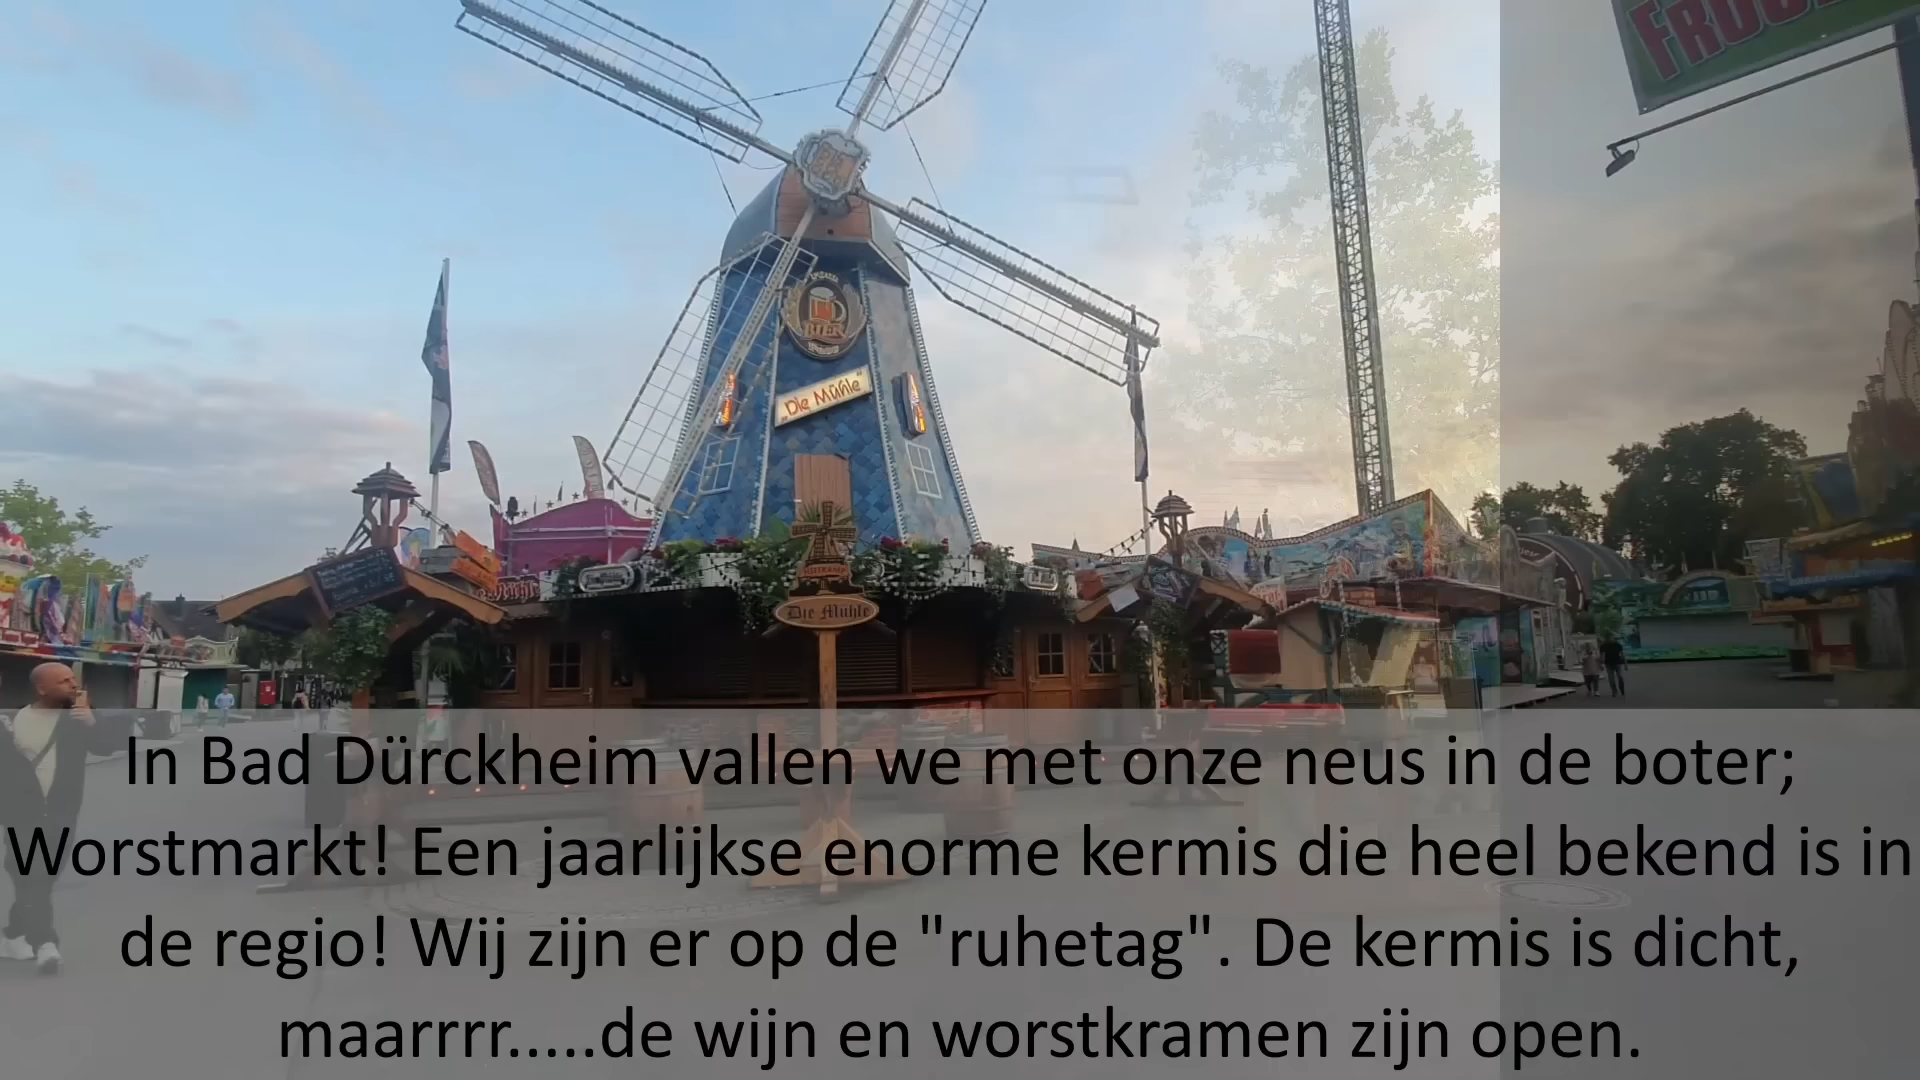 FRÜC
BIER
"Die Mühle"
Die Mühle
In Bad Dürckheim vallen we met onze neus in de boter;
Worstmarkt! Een jaarlijkse enorme kermis die heel bekend is in
de regio! Wij zijn er op de "ruhetag". De kermis is dicht,
maarrrr.....de wijn en worstkramen zijn open.